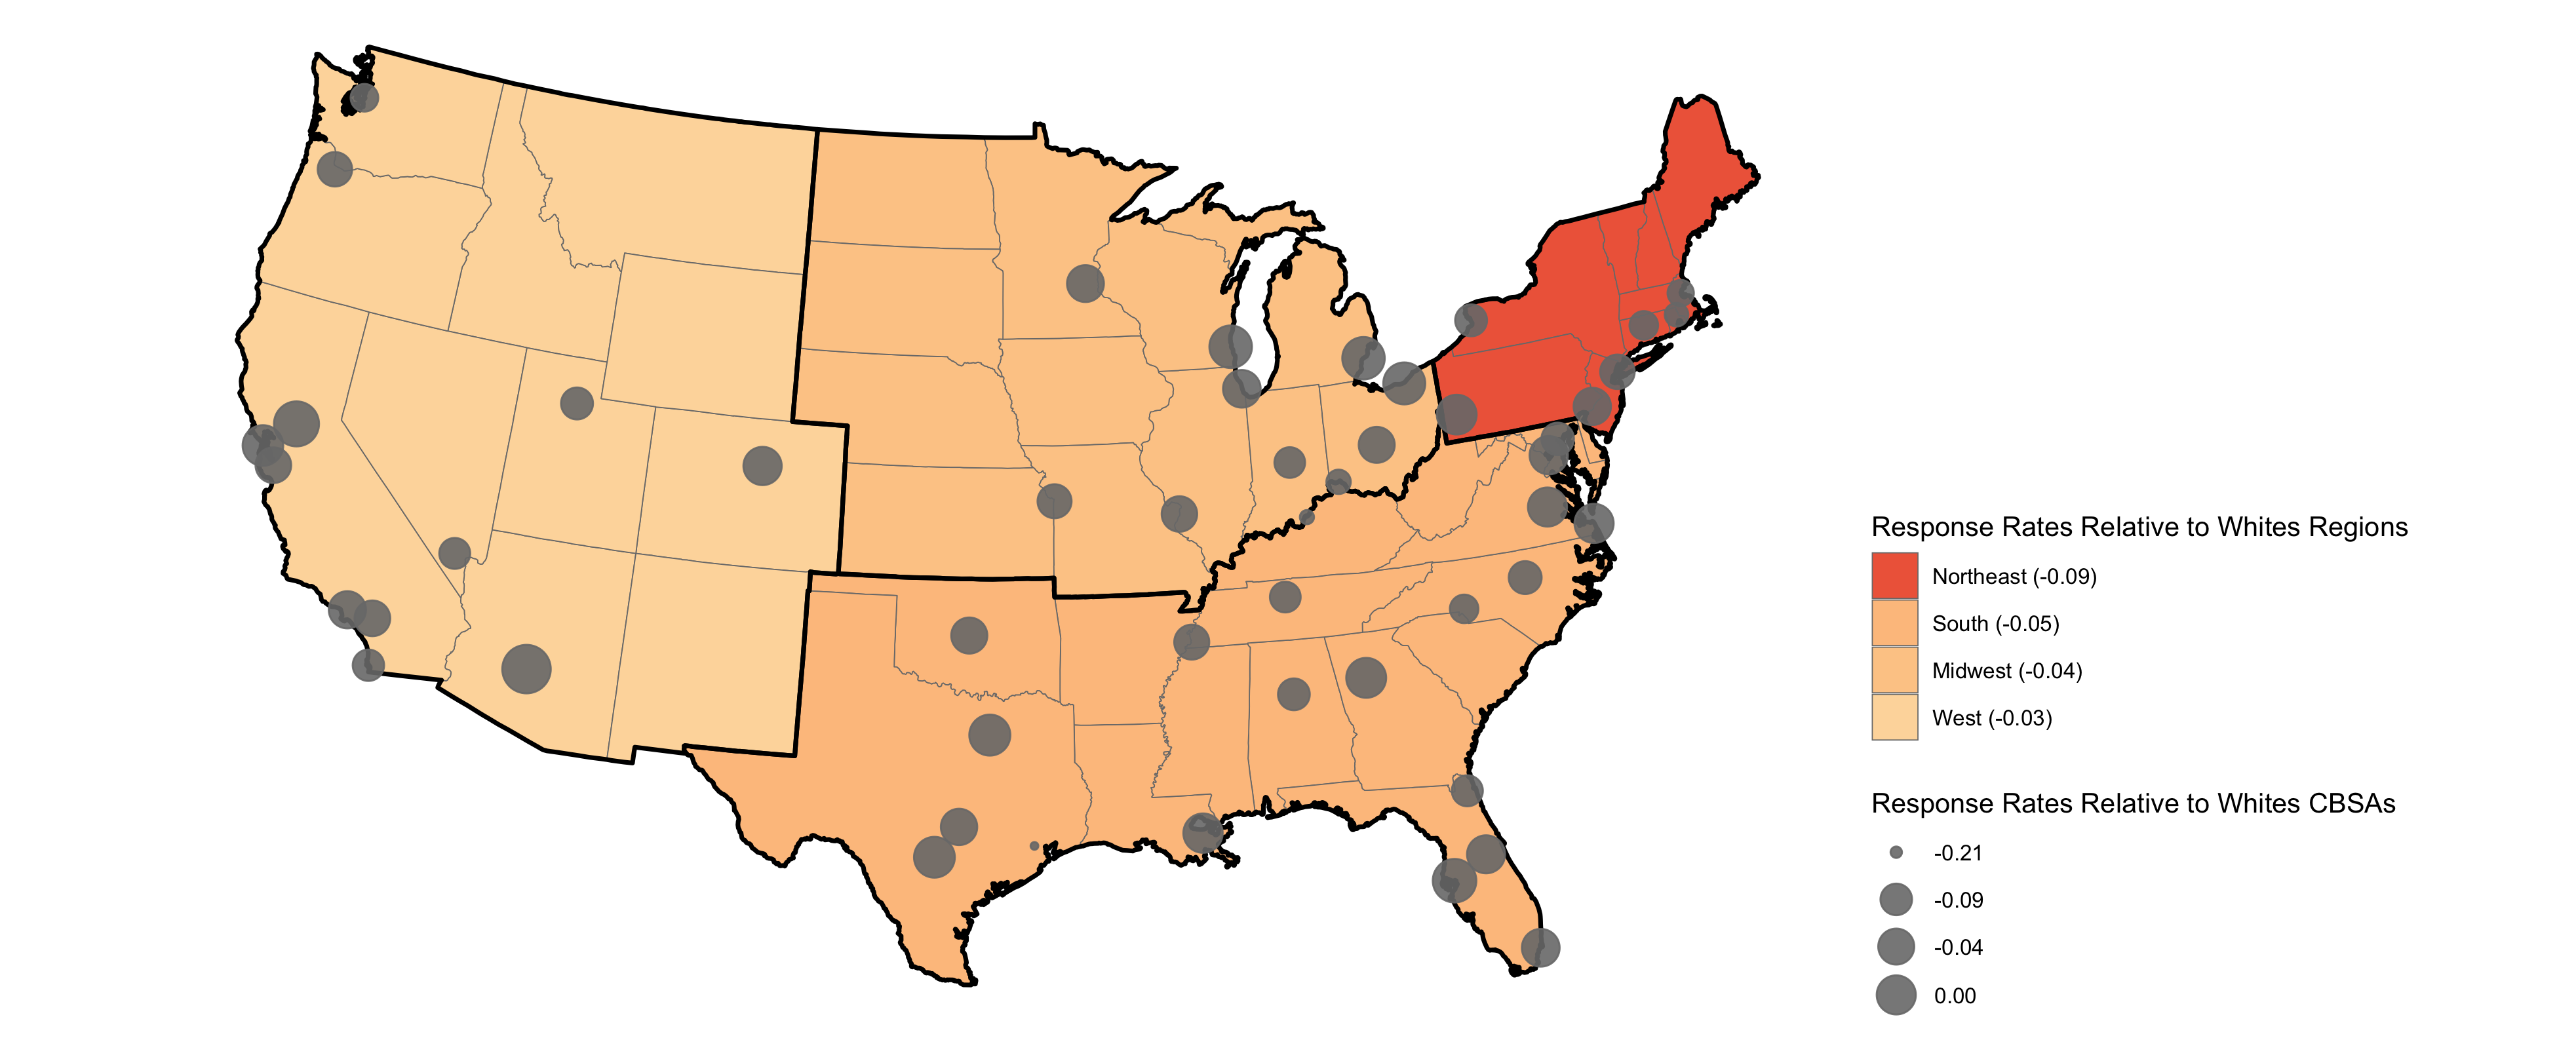 Response Rates Relative to Whites Regions
Northeast (-0.09)
South (-0.05)
Midwest (-0.04)
West (-0.03)
Response Rates Relative to Whites CBSAs
-0.21
-0.09
-0.04
0.00